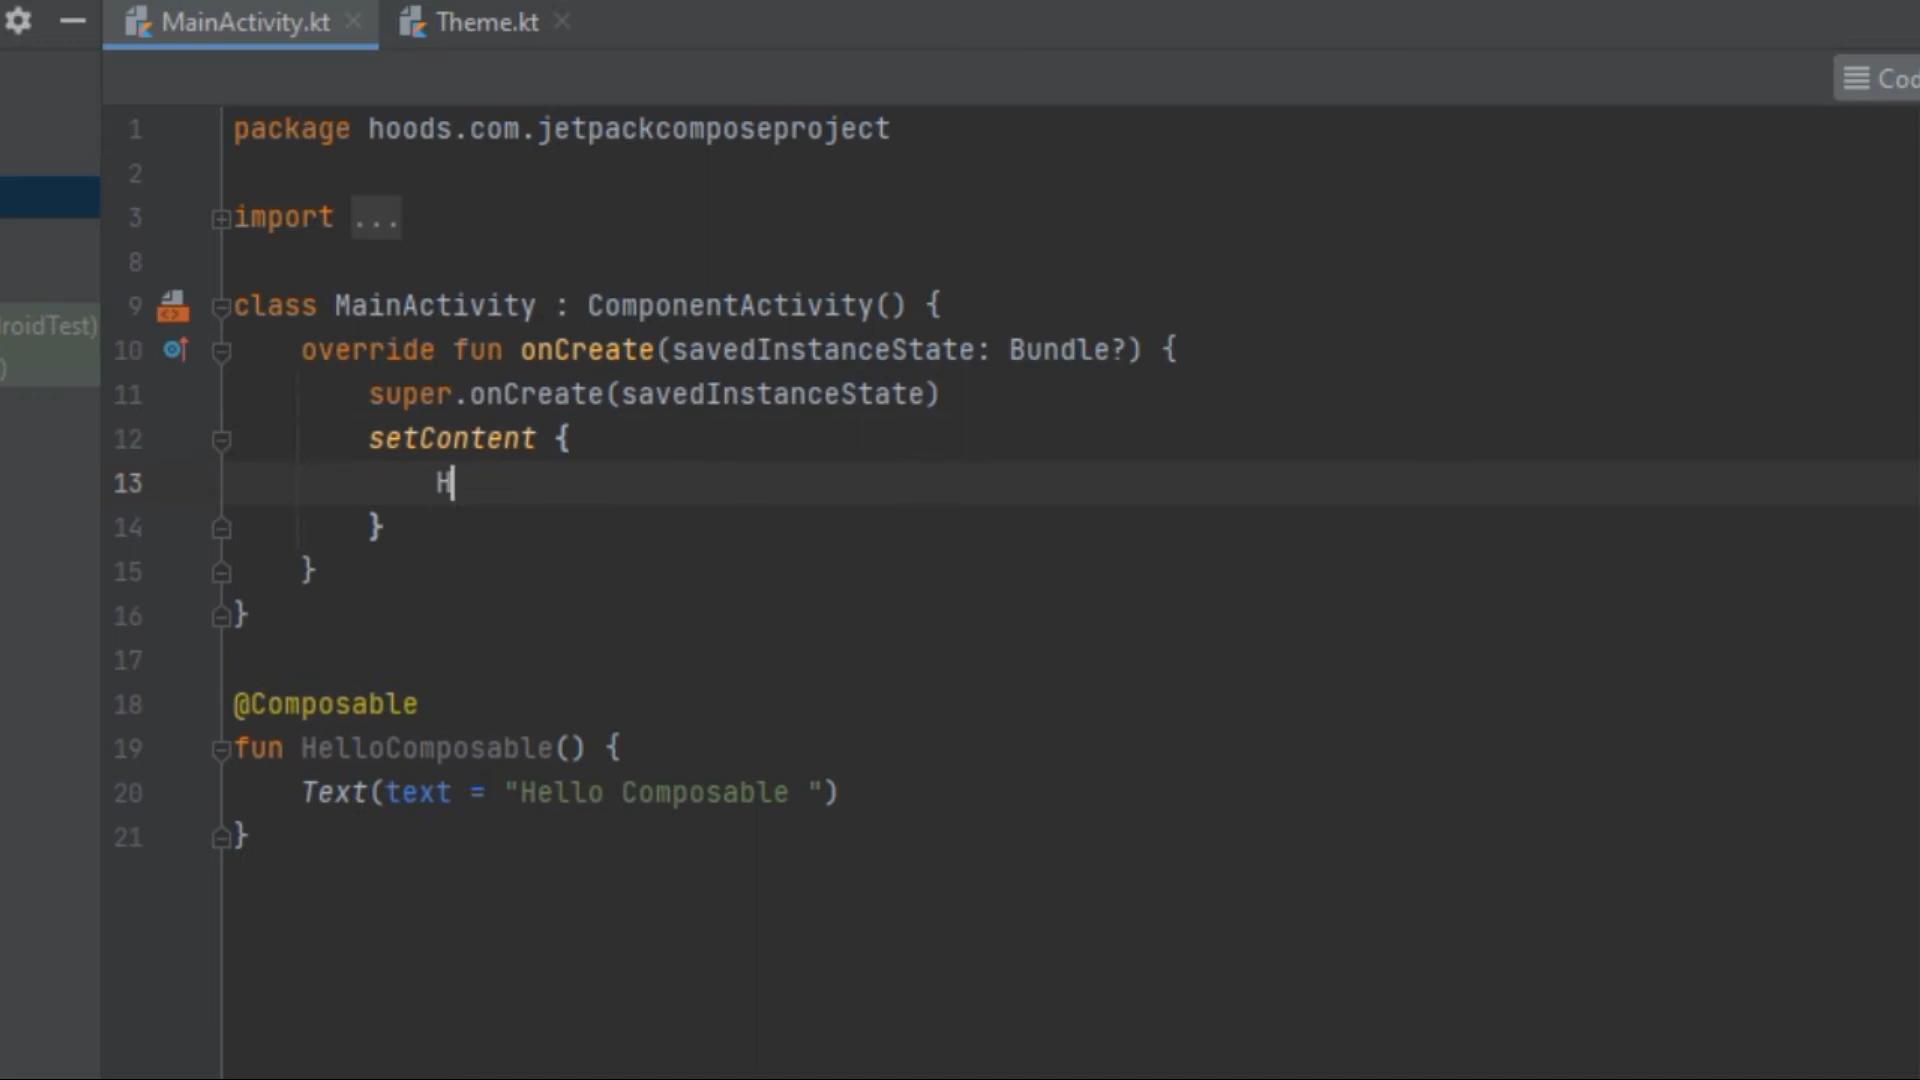 MainActivity.kt
Theme.kt
Cod
1 package hoods.com.jetpackcomposeproject
2
3 import ...
8
9 class MainActivity : ComponentActivity() {
roidTest)
10 override fun onCreate(savedInstanceState: Bundle?) {
)
11 super.onCreate(savedInstanceState)
12 setContent {
13 H
14 }
15 }
16 }
17
18 @Composable
19 fun HelloComposable() {
20 Text(text = "Hello Composable ")
21 }